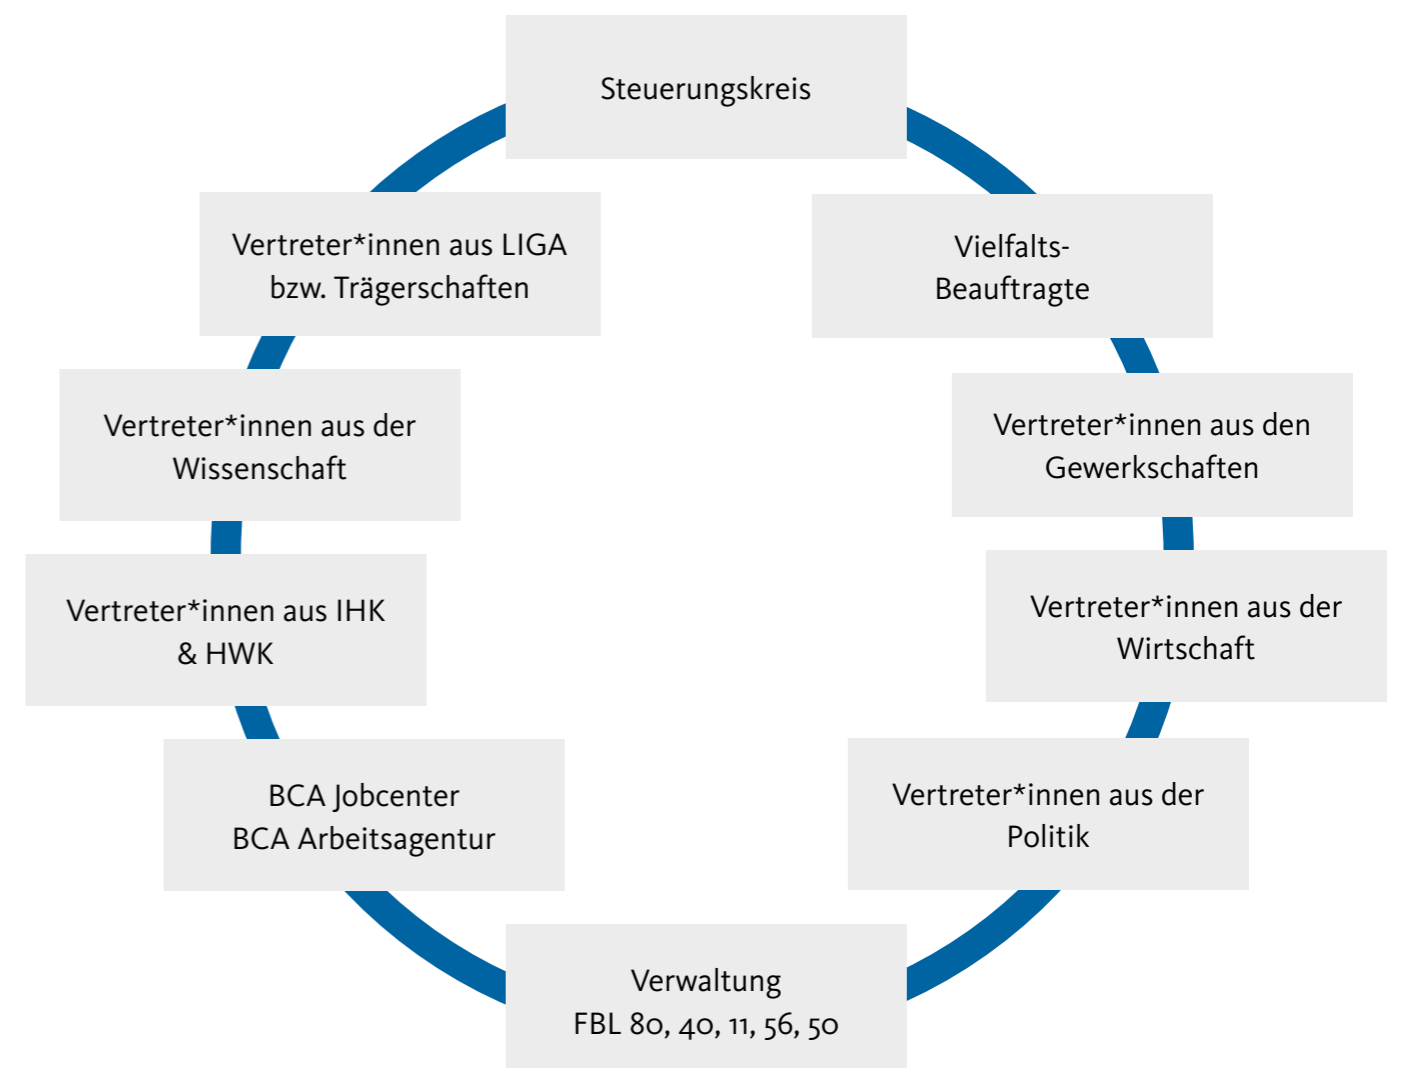 Steuerungskreis
Vertreter*innen aus LIGA
bzw. Trägerschaften
Vielfalts-
Beauftragte
Vertreter*innen aus der
Wissenschaft
Vertreter*innen aus den
Gewerkschaften
Vertreter*innen aus IHK
& HWK
Vertreter*innen aus der
Wirtschaft
BCA Jobcenter
BCA Arbeitsagentur
Vertreter*innen aus der
Politik
Verwaltung
FBL 80, 40, 11, 56, 50